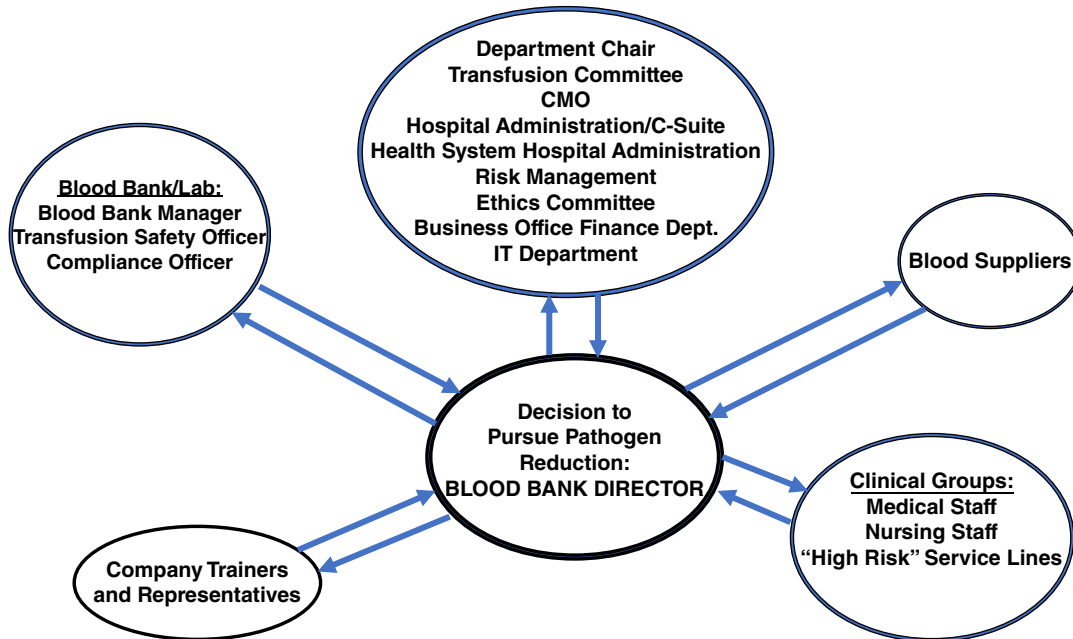 Department Chair
Transfusion Committee
CMO
Hospital Administration/C-Suite
Health System Hospital Administration
Risk Management
Ethics Committee
Business Office Finance Dept.
IT Department
Blood Bank/Lab:
Blood Bank Manager
Transfusion Safety Officer
Compliance Officer
Blood Suppliers
Decision to
Pursue Pathogen
Reduction:
BLOOD BANK DIRECTOR
Clinical Groups:
Medical Staff
Nursing Staff
“High Risk” Service Lines
Company Trainers
and Representatives